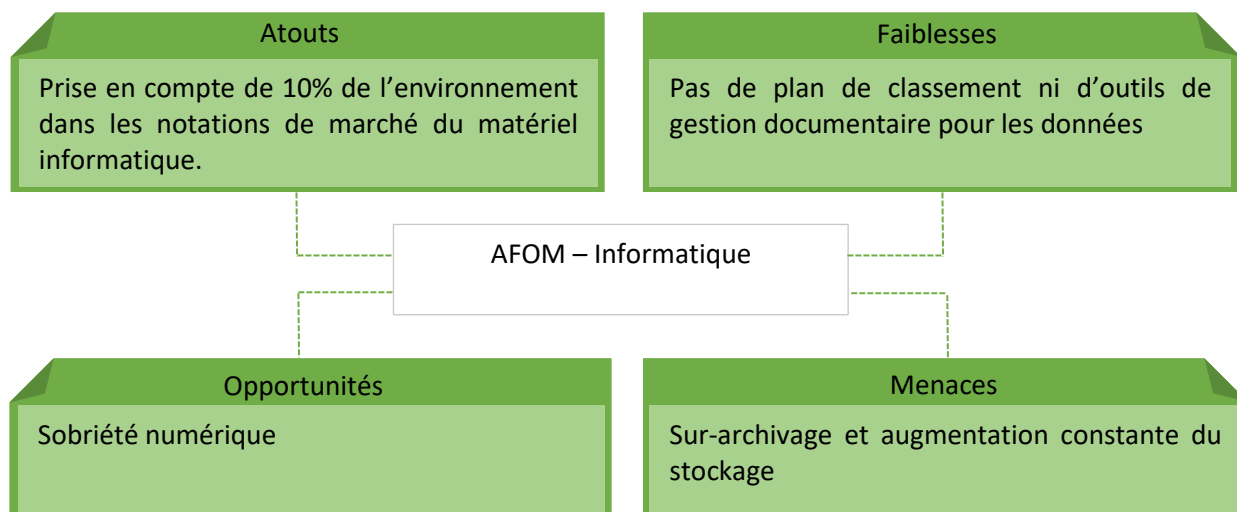 Atouts
Prise en compte de 10% de l’environnement
dans les notations de marché du matériel
informatique.
Faiblesses
Pas de plan de classement ni d’outils de
gestion documentaire pour les données
AFOM – Informatique
Opportunités
Sobriété numérique
Menaces
Sur-archivage et augmentation constante du
stockage